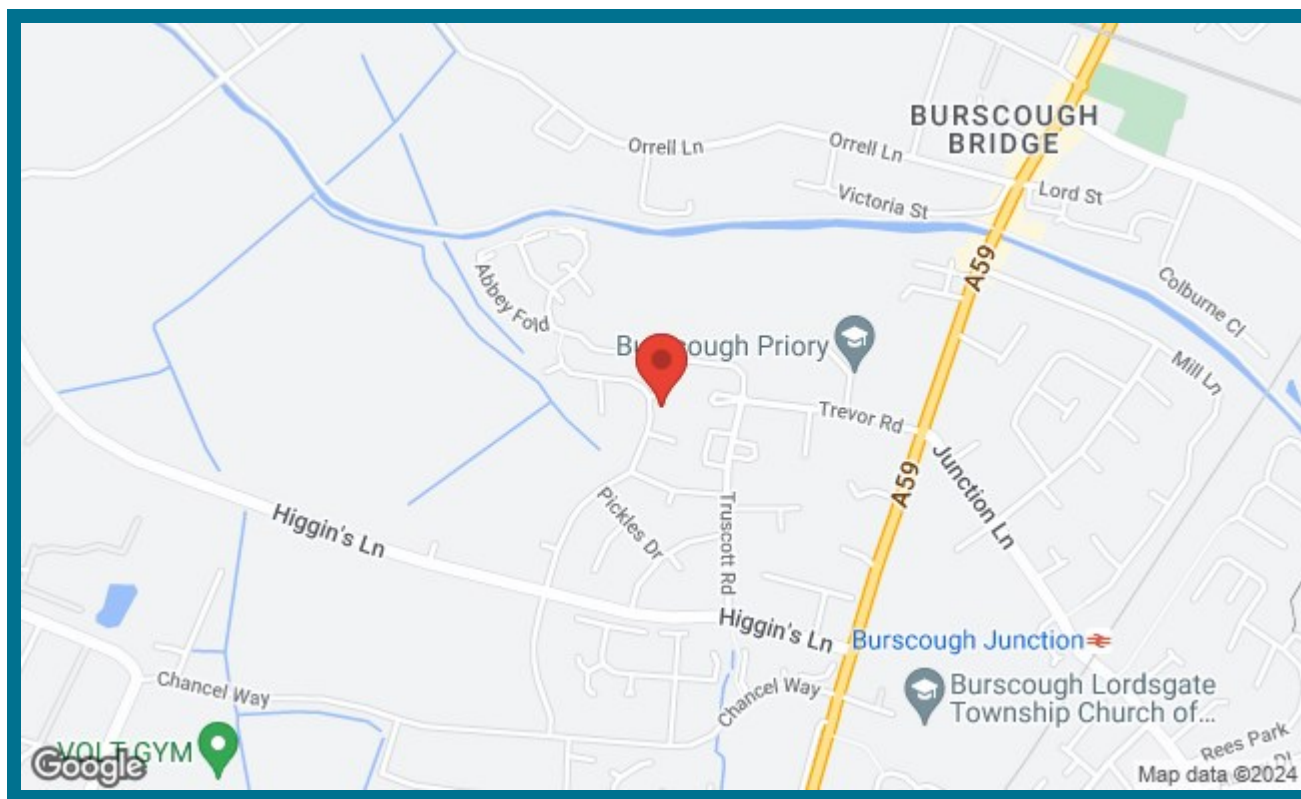 BURSCOUGH
BRIDGE
Orrell Ln
Orrell Ln
Lord St
Victoria St
A59
Colburne Cl
Abbey Fold
Burscough Priory
Mill Ln
Trevor Rd
Junction Ln
A59
Pickles Dr
Truscott Rd
Higgin's Ln
Higgin's Ln
Burscough Junction
Chancel Way
Chancel Way
Burscough Lordsgate
Township Church of...
VOLT GYM
Rees Park
Google
Map data ©2024